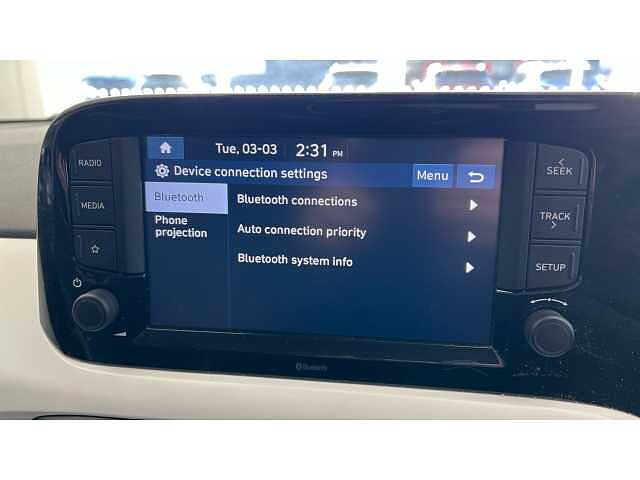 Tue, 03-03 2:31 PM
Device connection settings Menu
Bluetooth
Phone
projection
Bluetooth connections
Auto connection priority
Bluetooth system info
RADIO
MEDIA
< SEEK
TRACK >
SETUP
Bluetooth